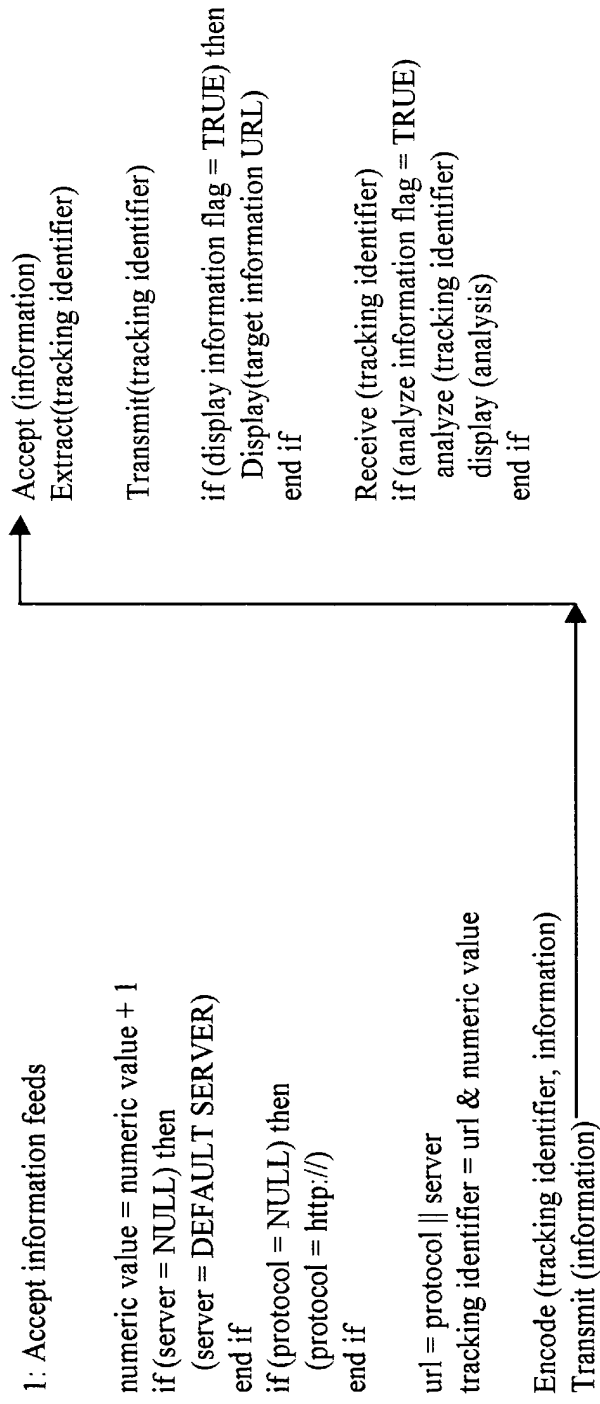 1: Accept information feeds
numeric value = numeric value + 1
if (server = NULL) then
(server = DEFAULT SERVER)
end if
if (protocol = NULL) then
(protocol = http://)
end if
url = protocol || server
tracking identifier = url & numeric value
Encode (tracking identifier, information)
Transmit (information)
Accept (information)
Extract(tracking identifier)
Transmit(tracking identifier)
if (display information flag = TRUE) then
Display(target information URL)
end if
Receive (tracking identifier)
if (analyze information flag = TRUE)
analyze (tracking identifier)
display (analysis)
end if